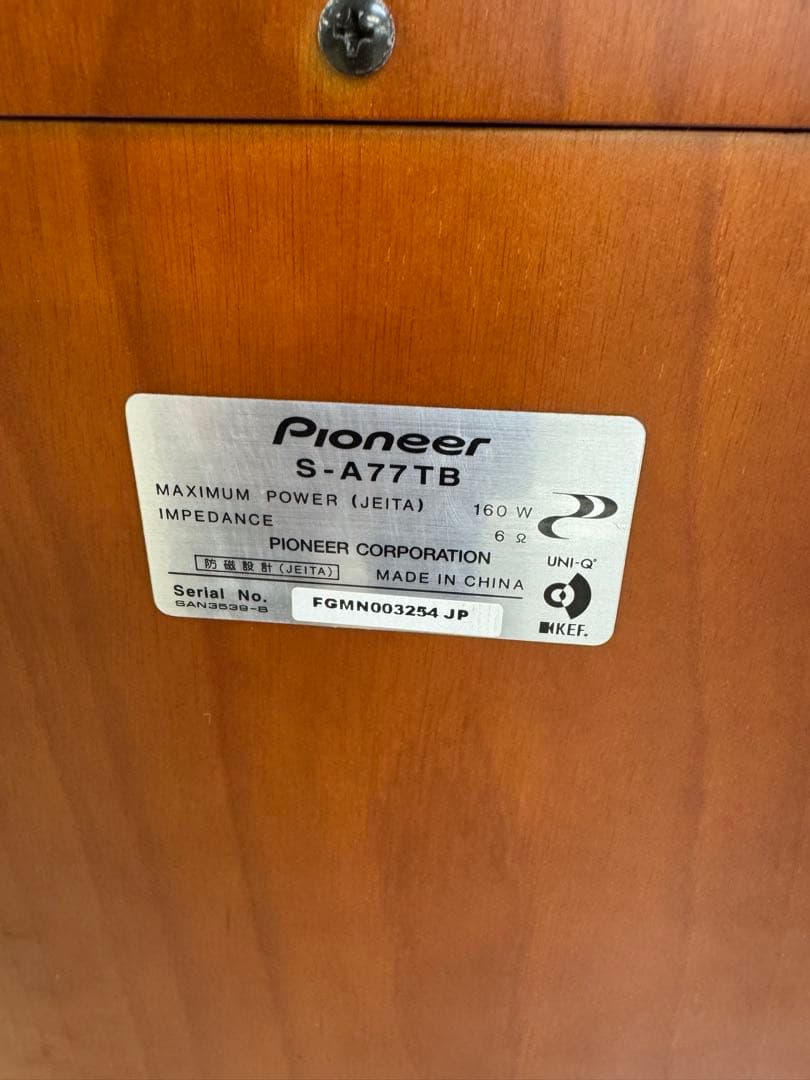 Pioneer
S-A77TB
MAXIMUM POWER (JEITA) 160 W
IMPEDANCE 6 Ω
PIONEER CORPORATION
防磁設計(JEITA) MADE IN CHINA
Serial No. FGMN003254 JP
SAN3539-B
UNI-Q®
KEF.